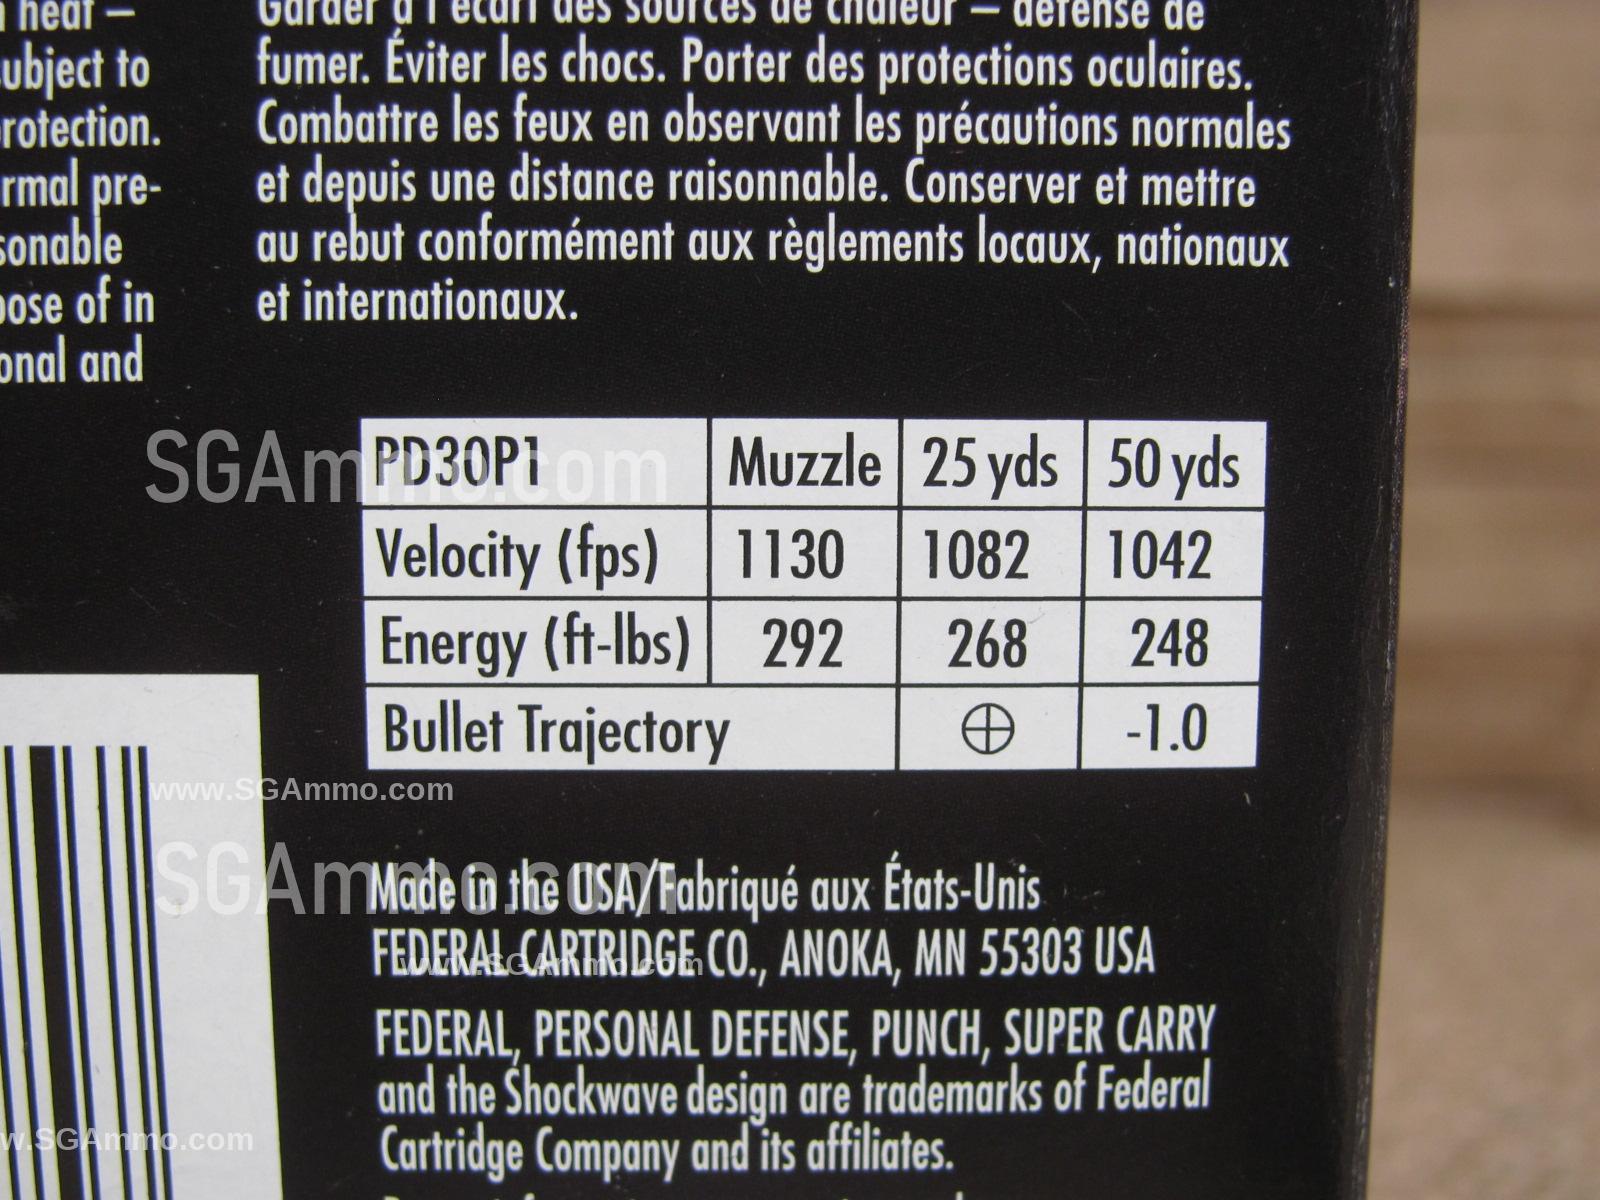 heat –
subject to
protection.
rmal pre-
sonable
pose of in
onal and
Garder à l'écart des sources de chaleur – défense de
fumer. Éviter les chocs. Porter des protections oculaires.
Combattre les feux en observant les précautions normales
et depuis une distance raisonnable. Conserver et mettre
au rebut conformément aux règlements locaux, nationaux
et internationaux.
SGAmmo.com
PD30P1 Muzzle 25 yds 50 yds
Velocity (fps) 1130 1082 1042
Energy (ft-lbs) 292 268 248
Bullet Trajectory ⊕ -1.0
www.SGAmmo.com
SGAmmo.com
Made in the USA/Fabriqué aux États-Unis
FEDERAL CARTRIDGE CO., ANOKA, MN 55303 USA
www.SGAmmo.com
FEDERAL, PERSONAL DEFENSE, PUNCH, SUPER CARRY
and the Shockwave design are trademarks of Federal
Cartridge Company and its affiliates.
w.SGAmmo.com